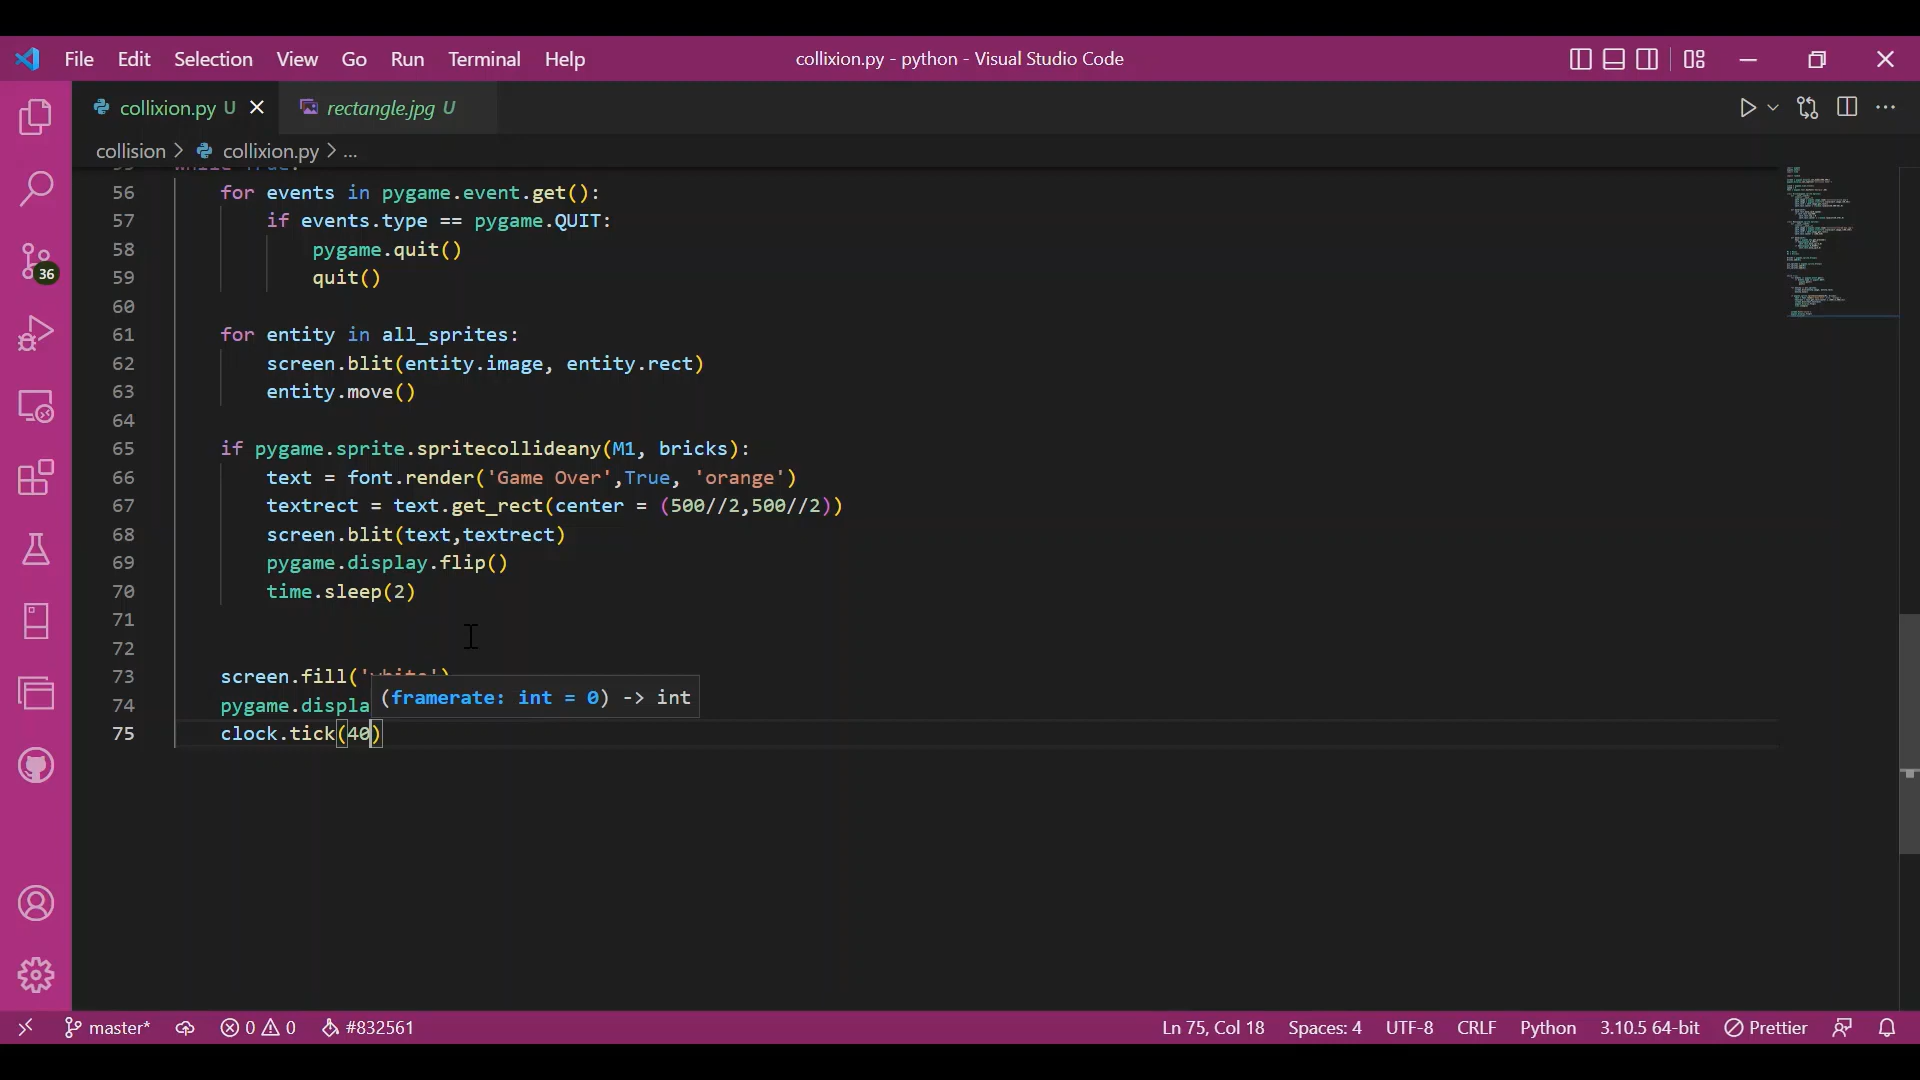 File Edit Selection View Go Run Terminal Help collixion.py - python - Visual Studio Code
collixion.py U rectangle.jpg U
collision > collixion.py > ...
56 for events in pygame.event.get():
57 if events.type == pygame.QUIT:
58 pygame.quit()
59 quit()
60
61 for entity in all_sprites:
62 screen.blit(entity.image, entity.rect)
63 entity.move()
64
65 if pygame.sprite.spritecollideany(M1, bricks):
66 text = font.render('Game Over',True, 'orange')
67 textrect = text.get_rect(center = (500//2,500//2))
68 screen.blit(text,textrect)
69 pygame.display.flip()
70 time.sleep(2)
71
72
73 screen.fill('white')
(framerate: int = 0) -> int
74 pygame.displa
75 clock.tick(40)
36
master* 0 0 #832561 Ln 75, Col 18 Spaces: 4 UTF-8 CRLF Python 3.10.5 64-bit Prettier